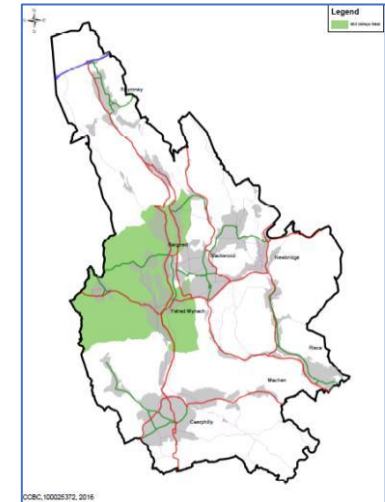 Legend
Rhymney
Bargoed
Blackwood
Newbridge
Ystrad Mynach
Risca
Machen
Caerphilly
CCBC,100025372, 2016